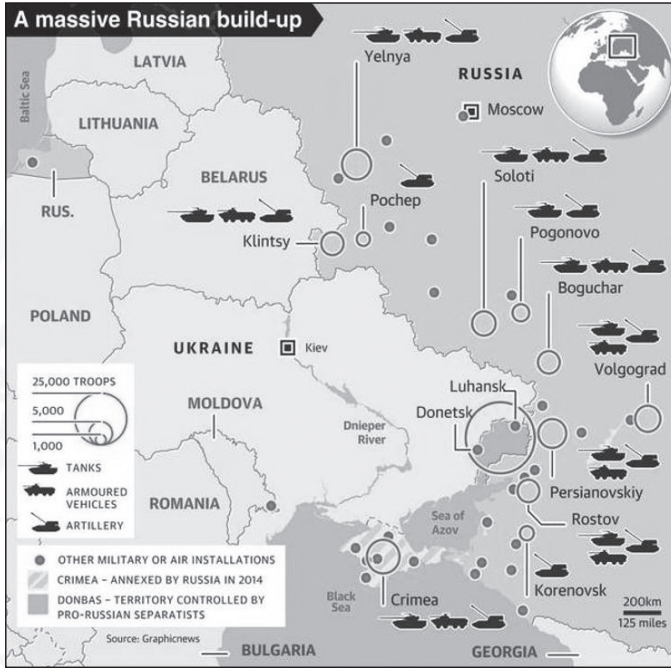 A massive Russian build-up
Yelnya
LATVIA
RUSSIA
Baltic Sea
Moscow
LITHUANIA
Soloti
BELARUS
Pochep
RUS.
Klintsy
Pogonovo
Boguchar
POLAND
UKRAINE
Kiev
Volgograd
25,000 TROOPS
5,000
1,000
TANKS
ARMOURED
VEHICLES
ARTILLERY
MOLDOVA
Luhansk
Donetsk
Dnieper
River
ROMANIA
Persianovskiy
Sea of
Azov
Rostov
OTHER MILITARY OR AIR INSTALLATIONS
CRIMEA – ANNEXED BY RUSSIA IN 2014
DONBAS – TERRITORY CONTROLLED BY
PRO-RUSSIAN SEPARATISTS
Black
Sea
Crimea
Korenovsk
200km
125 miles
Source: Graphicnews
BULGARIA
GEORGIA